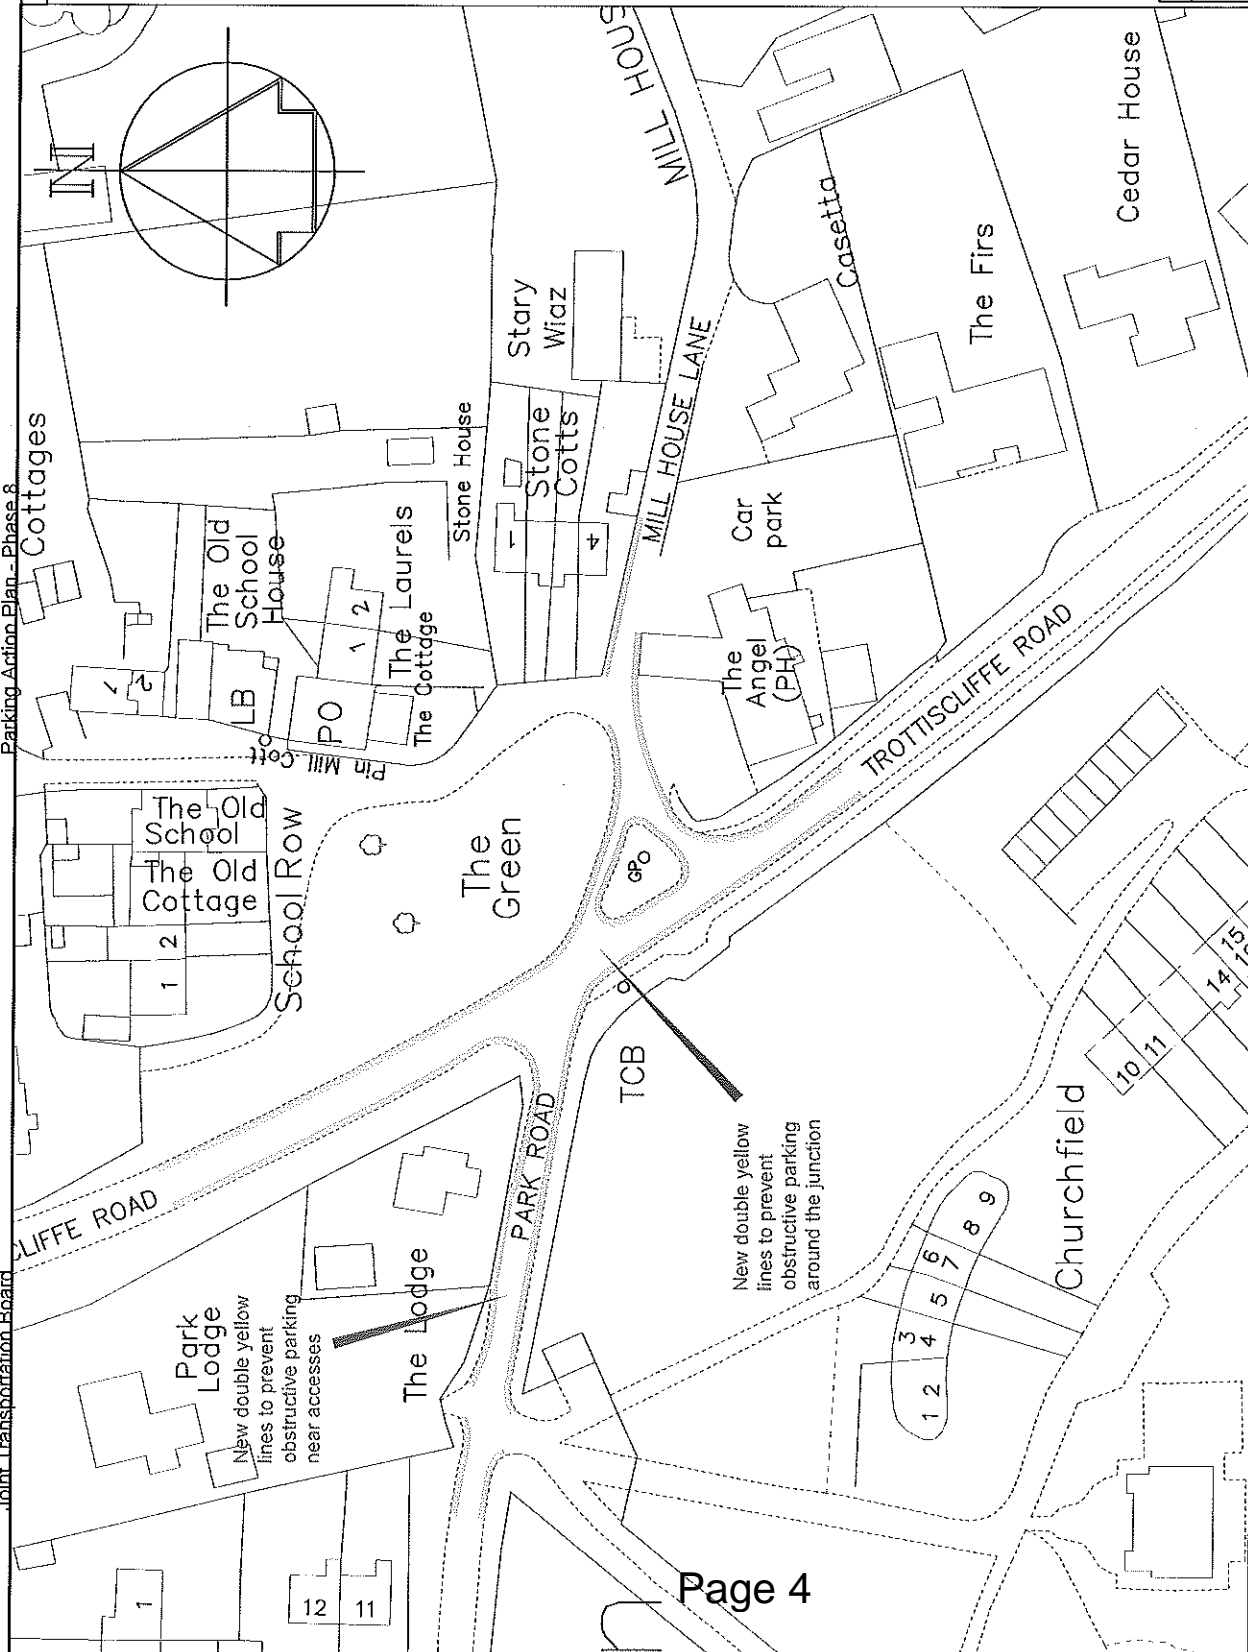 Joint Transportation Board
Parking Action Plan - Phase 8
N
Cottages
MILL HOUS
Cedar House
Casetta
The Firs
Stary
Wiaz
MILL HOUSE LANE
Stone House
Stone
Cotts
1
4
Car
park
The Old
School
House
The Laurels
1 2
The Cottage
1
2
LB
PO
Pin Mill Cott
The
Angel
(PH)
TROTTISCLIFFE ROAD
The Old
School
The Old
Cottage
2
1
School Row
The
Green
GP
TCB
15
14
10 11
Churchfield
9
8
7
6
5
4
3
1 2
New double yellow
lines to prevent
obstructive parking
around the junction
PARK ROAD
CLIFFE ROAD
The Lodge
Park
Lodge
New double yellow
lines to prevent
obstructive parking
near accesses
1
12
11
Page 4